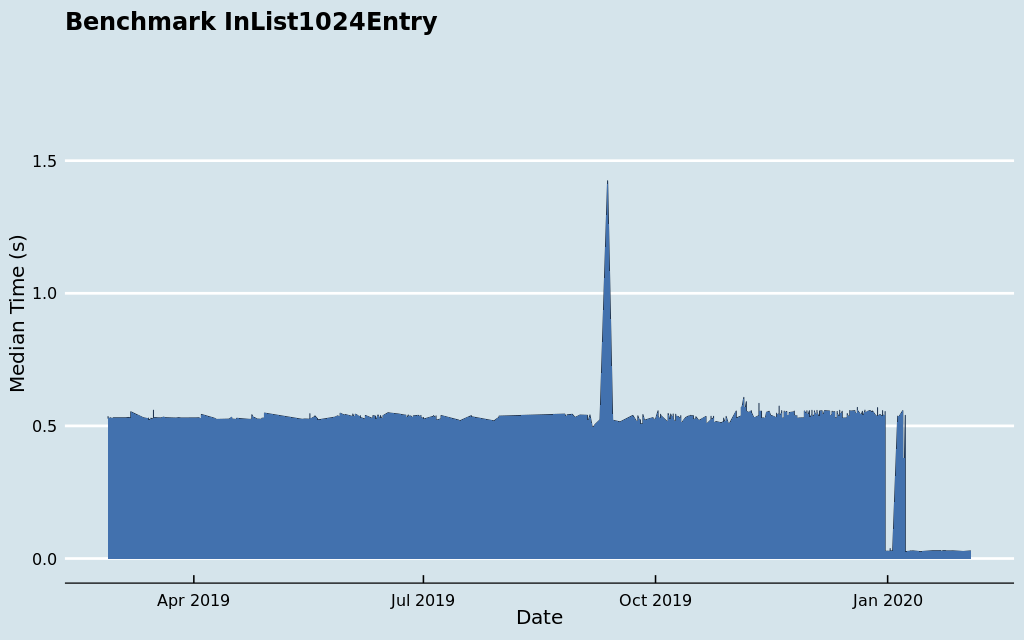 Benchmark InList1024Entry
Median Time (s)
1.5
1.0
0.5
0.0
Apr 2019
Jul 2019
Oct 2019
Jan 2020
Date